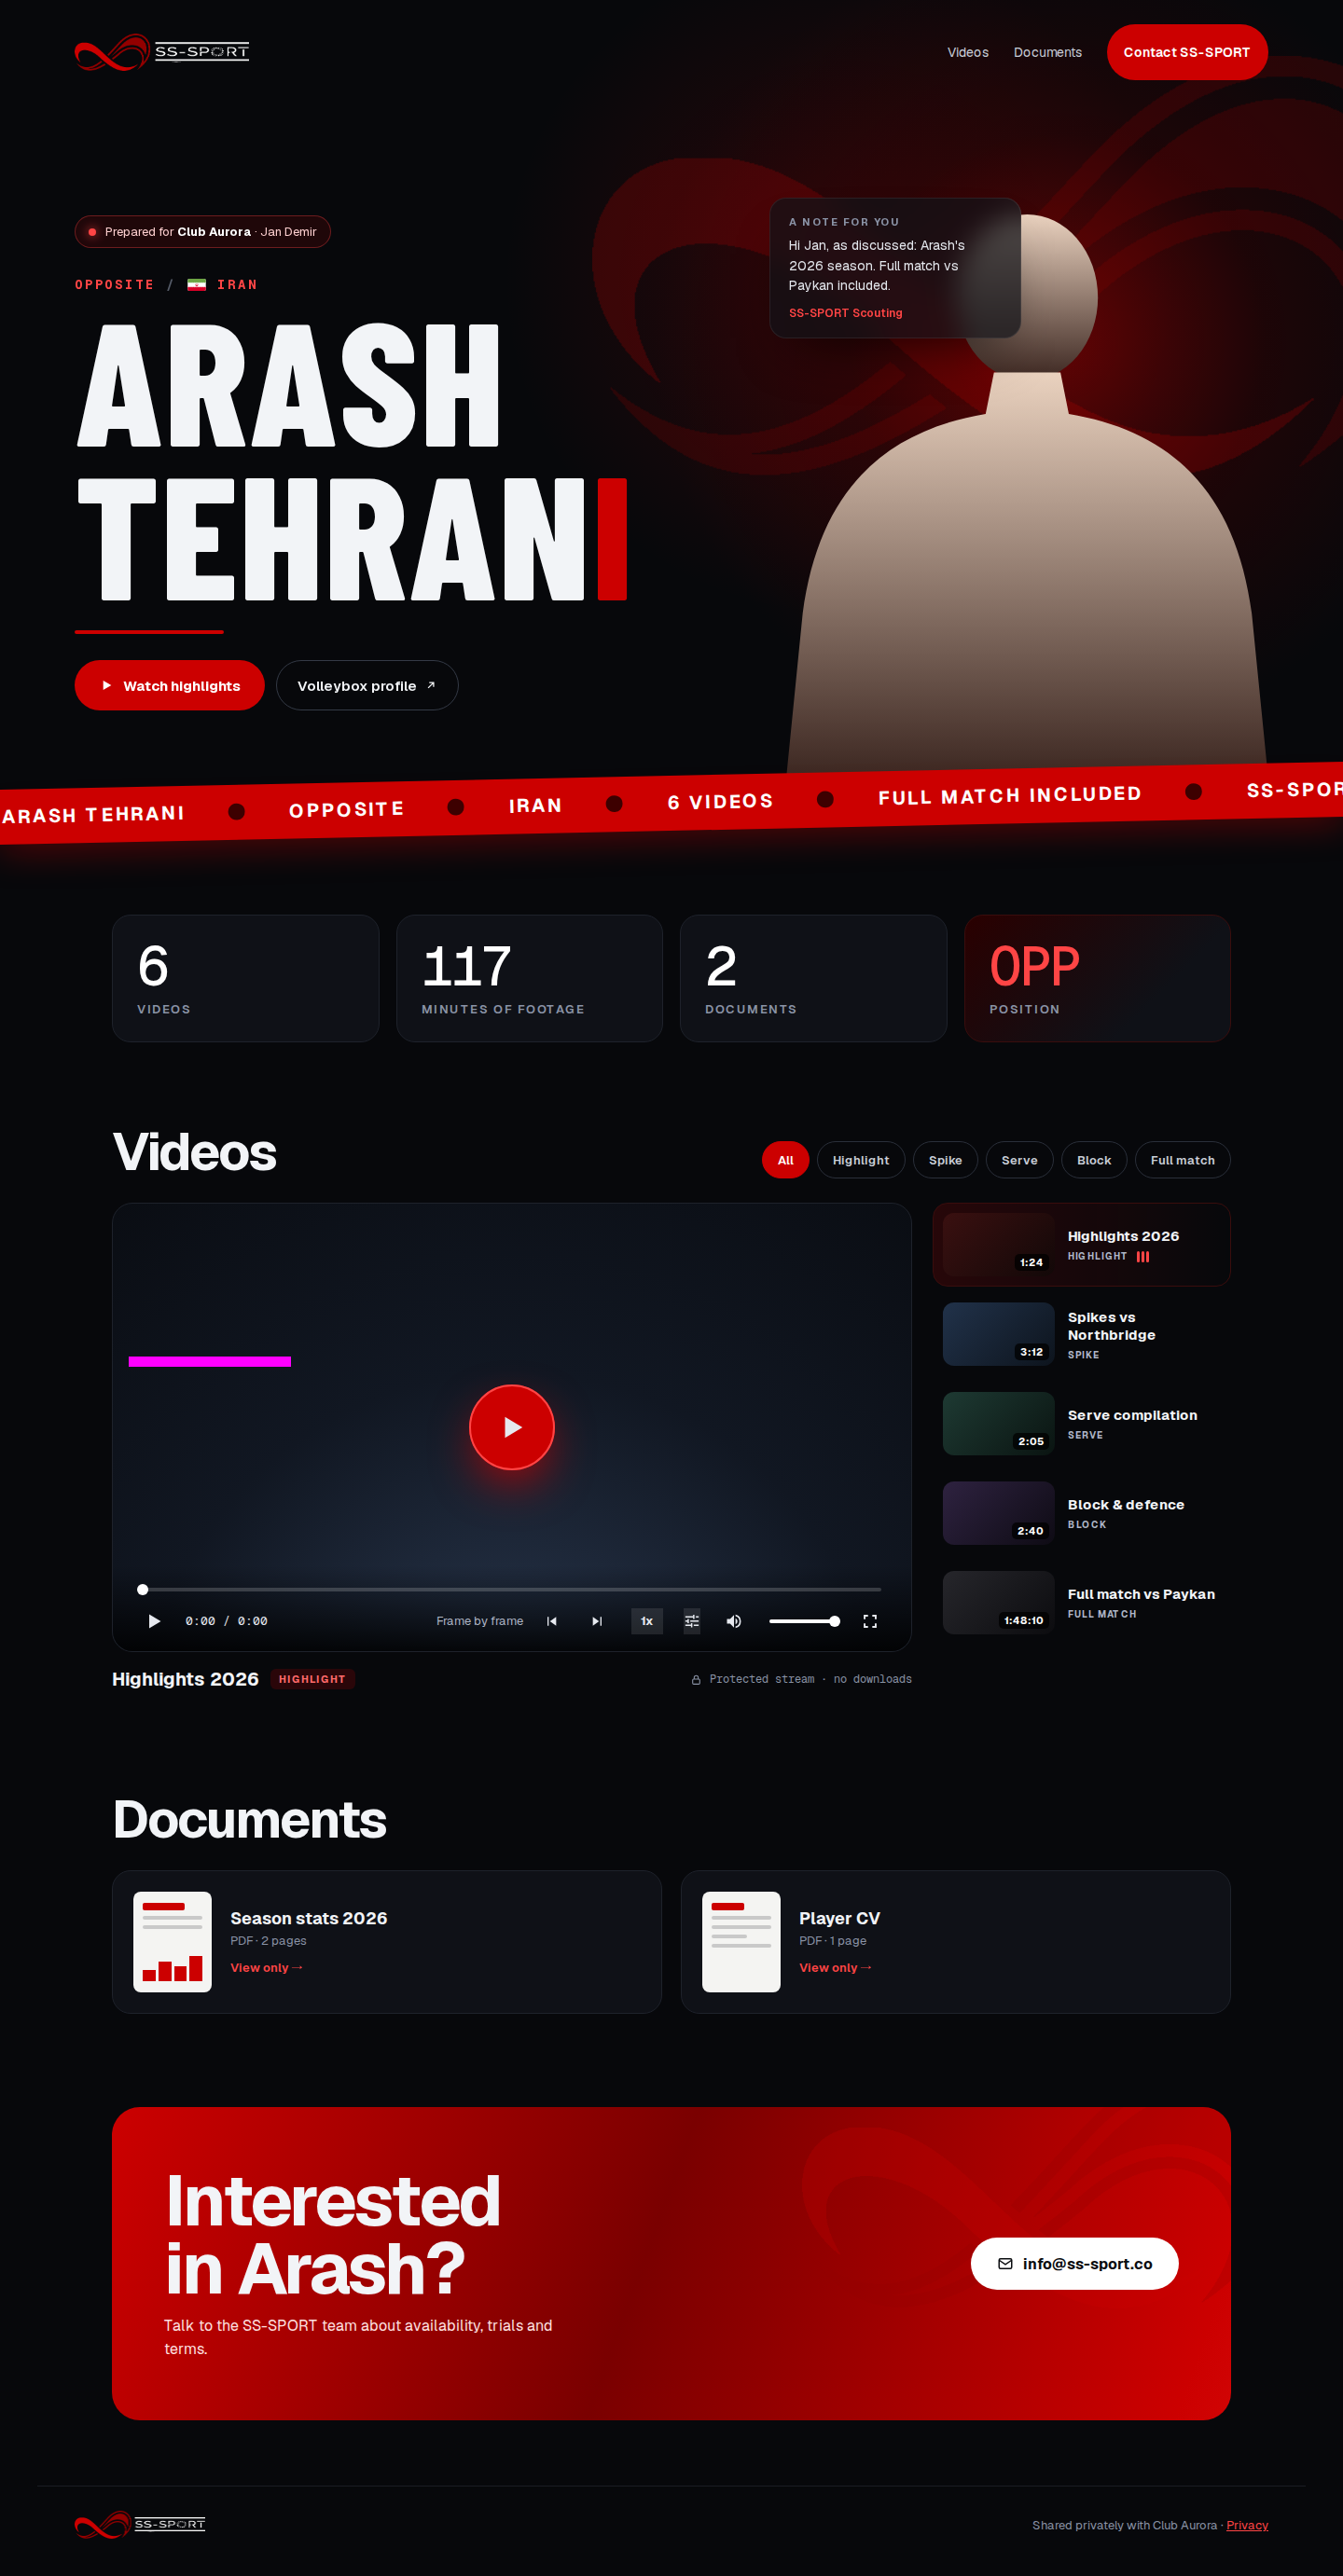 SS-SPORT
Videos
Documents
Contact SS-SPORT
Prepared for Club Aurora · Jan Demir
OPPOSITE / IRAN
ARASH
TEHRANI
A NOTE FOR YOU
Hi Jan, as discussed: Arash's
2026 season. Full match vs
Paykan included.
SS-SPORT Scouting
Watch highlights
Volleybox profile ↗
ARASH TEHRANI ● OPPOSITE ● IRAN ● 6 VIDEOS ● FULL MATCH INCLUDED ● SS-SPOR
6
VIDEOS
117
MINUTES OF FOOTAGE
2
DOCUMENTS
OPP
POSITION
Videos
All
Highlight
Spike
Serve
Block
Full match
1:24
Highlights 2026
HIGHLIGHT
3:12
Spikes vs
Northbridge
SPIKE
2:05
Serve compilation
SERVE
2:40
Block & defence
BLOCK
1:48:10
Full match vs Paykan
FULL MATCH
0:00 / 0:00
Frame by frame
1x
Highlights 2026
HIGHLIGHT
Protected stream · no downloads
Documents
Season stats 2026
PDF · 2 pages
View only →
Player CV
PDF · 1 page
View only →
Interested
in Arash?
Talk to the SS-SPORT team about availability, trials and
terms.
info@ss-sport.co
SS-SPORT
Shared privately with Club Aurora · Privacy